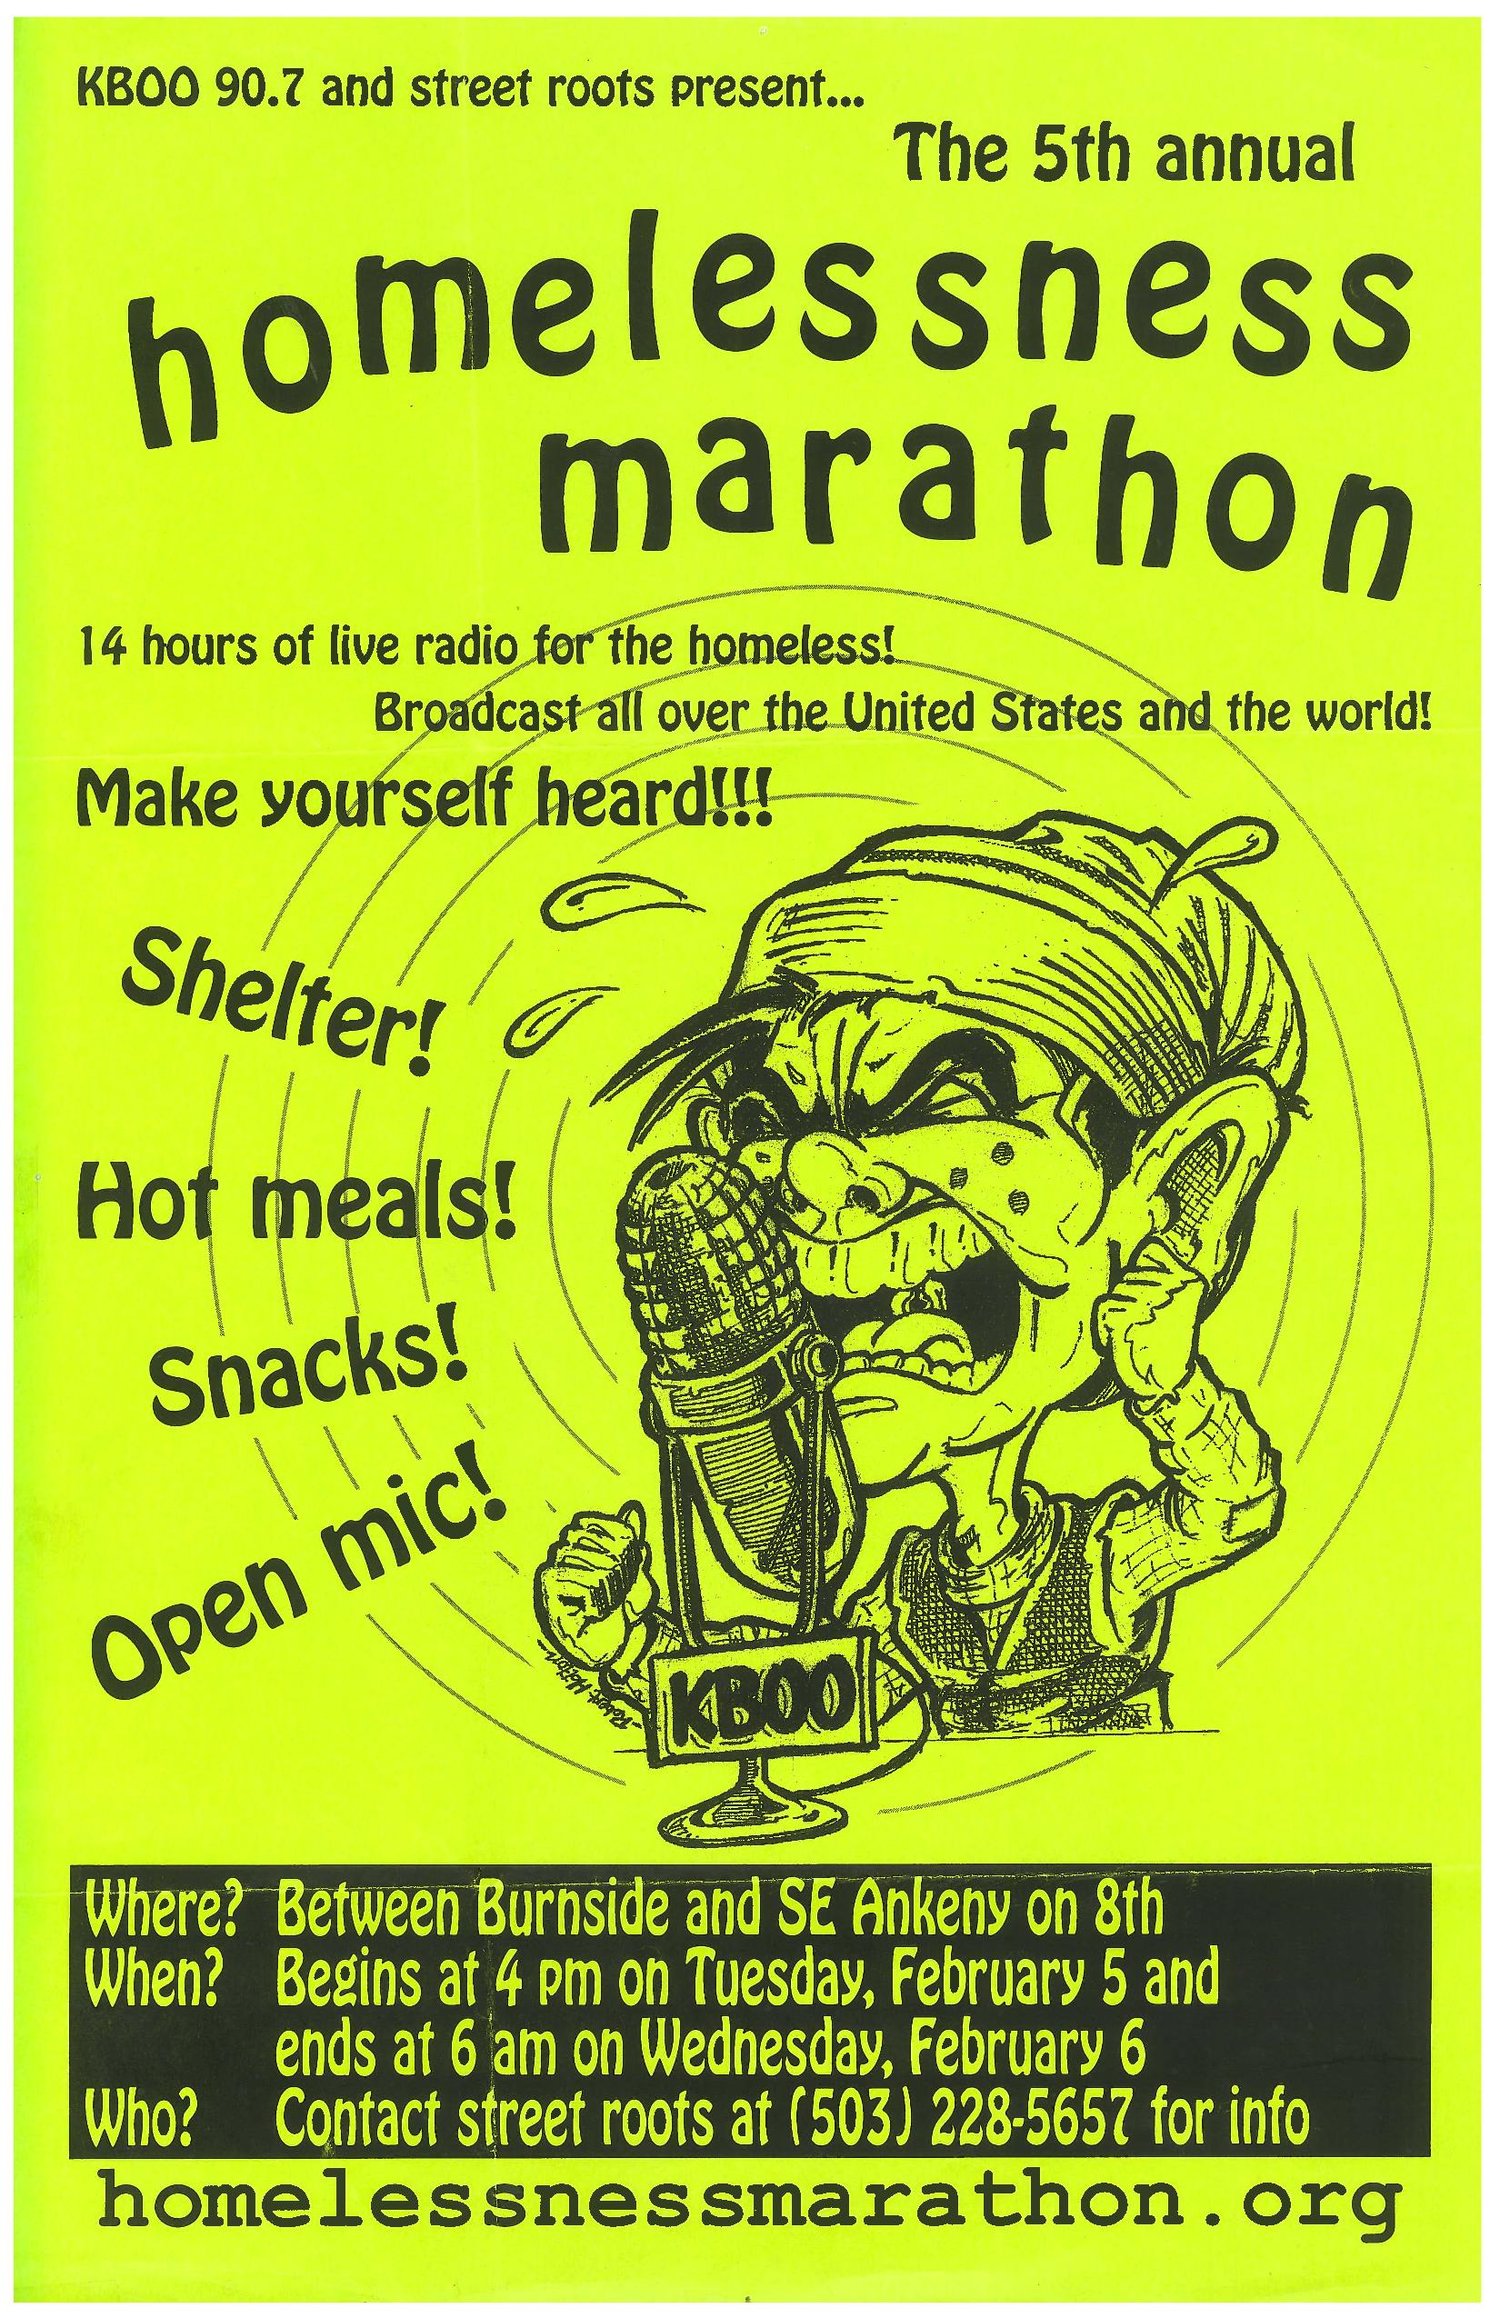 KBOO 90.7 and street roots present...
The 5th annual
homelessness
marathon
14 hours of live radio for the homeless!
Broadcast all over the United States and the world!
Make yourself heard!!!
Shelter!
Hot meals!
Snacks!
Open mic!
KBOO
Where? Between Burnside and SE Ankeny on 8th
When? Begins at 4 pm on Tuesday, February 5 and
ends at 6 am on Wednesday, February 6
Who? Contact street roots at (503) 228-5657 for info
homelessnessmarathon.org